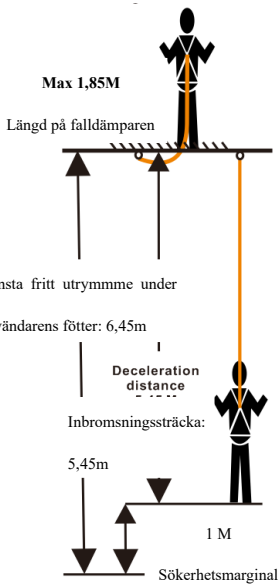 Max 1,85M
Längd på falldämparen
nsta fritt utrymmme under
vändarens fötter: 6,45m
Deceleration
distance
Inbromsningssträcka:
5,45m
1 M
Sökerhetsmarginal